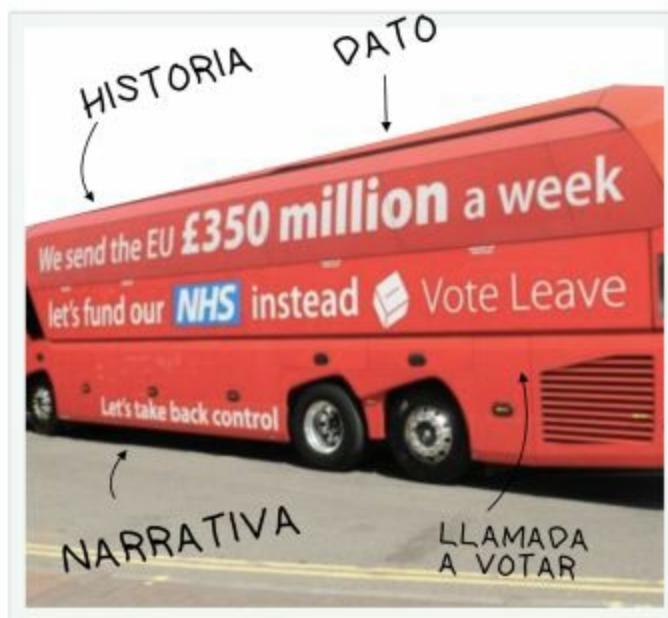 HISTORIA
DATO
We send the EU £350 million a week
let's fund our NHS instead Vote Leave
Let's take back control
NARRATIVA
LLAMADA
A VOTAR